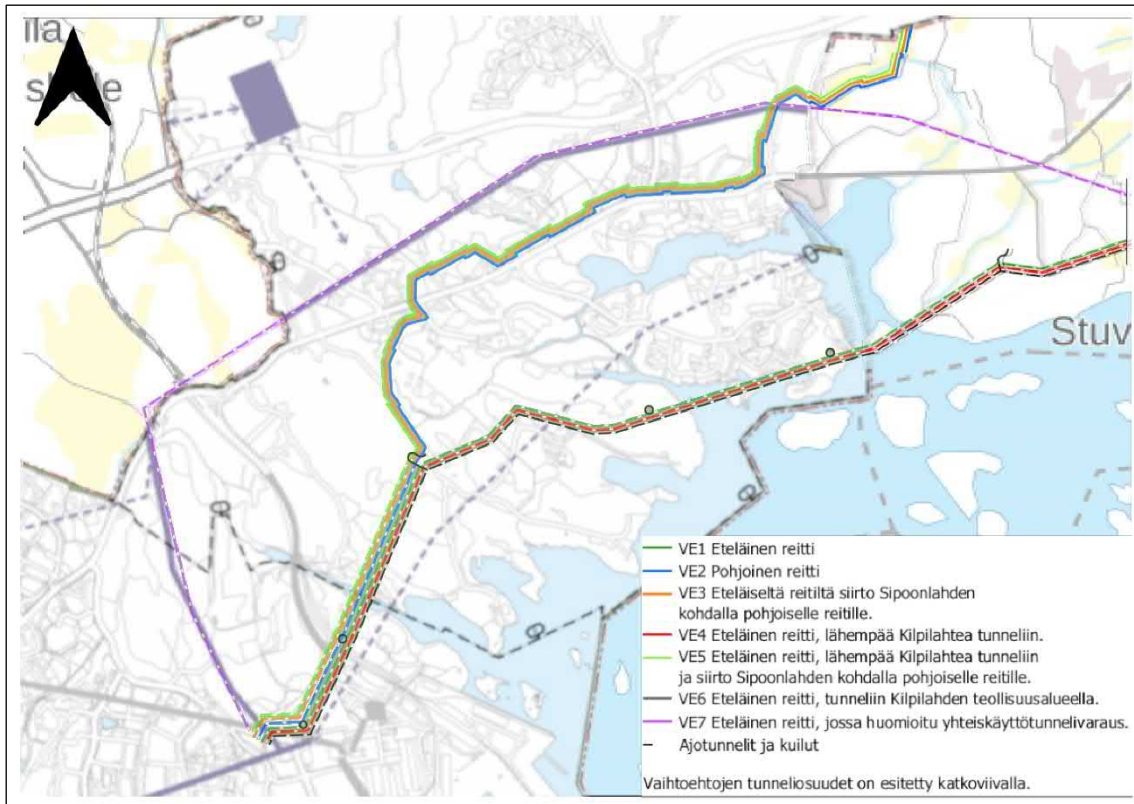 Stuv
VE1 Eteläinen reitti
VE2 Pohjoinen reitti
VE3 Eteläiseltä reitiltä siirto Sipoonlahden
kohdalla pohjoiselle reitille.
VE4 Eteläinen reitti, lähempää Kilpilahtea tunneliin.
VE5 Eteläinen reitti, lähempää Kilpilahtea tunneliin
ja siirto Sipoonlahden kohdalla pohjoiselle reitille.
VE6 Eteläinen reitti, tunneliin Kilpilahden teollisuusalueella.
VE7 Eteläinen reitti, jossa huomioitu yhteiskäyttötunnelivaraus.
Ajotunnelit ja kuilut
Vaihtoehtojen tunneliosuudet on esitetty katkoviivalla.